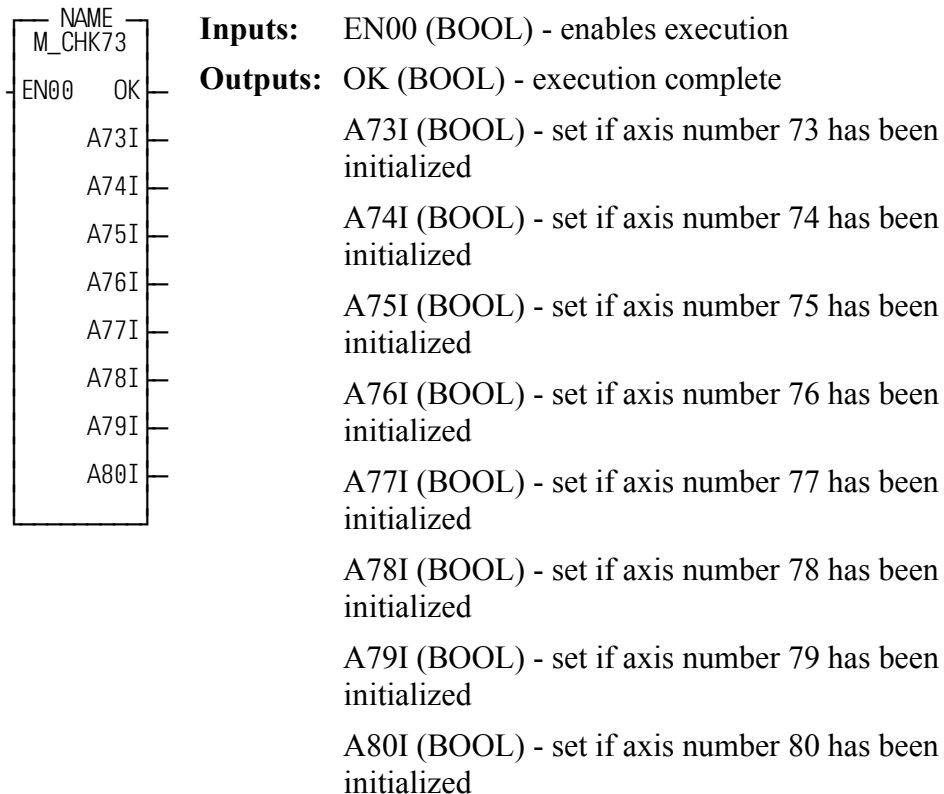 NAME
M_CHK73
EN00 OK
A73I
A74I
A75I
A76I
A77I
A78I
A79I
A80I
Inputs: EN00 (BOOL) - enables execution
Outputs: OK (BOOL) - execution complete
A73I (BOOL) - set if axis number 73 has been
initialized
A74I (BOOL) - set if axis number 74 has been
initialized
A75I (BOOL) - set if axis number 75 has been
initialized
A76I (BOOL) - set if axis number 76 has been
initialized
A77I (BOOL) - set if axis number 77 has been
initialized
A78I (BOOL) - set if axis number 78 has been
initialized
A79I (BOOL) - set if axis number 79 has been
initialized
A80I (BOOL) - set if axis number 80 has been
initialized